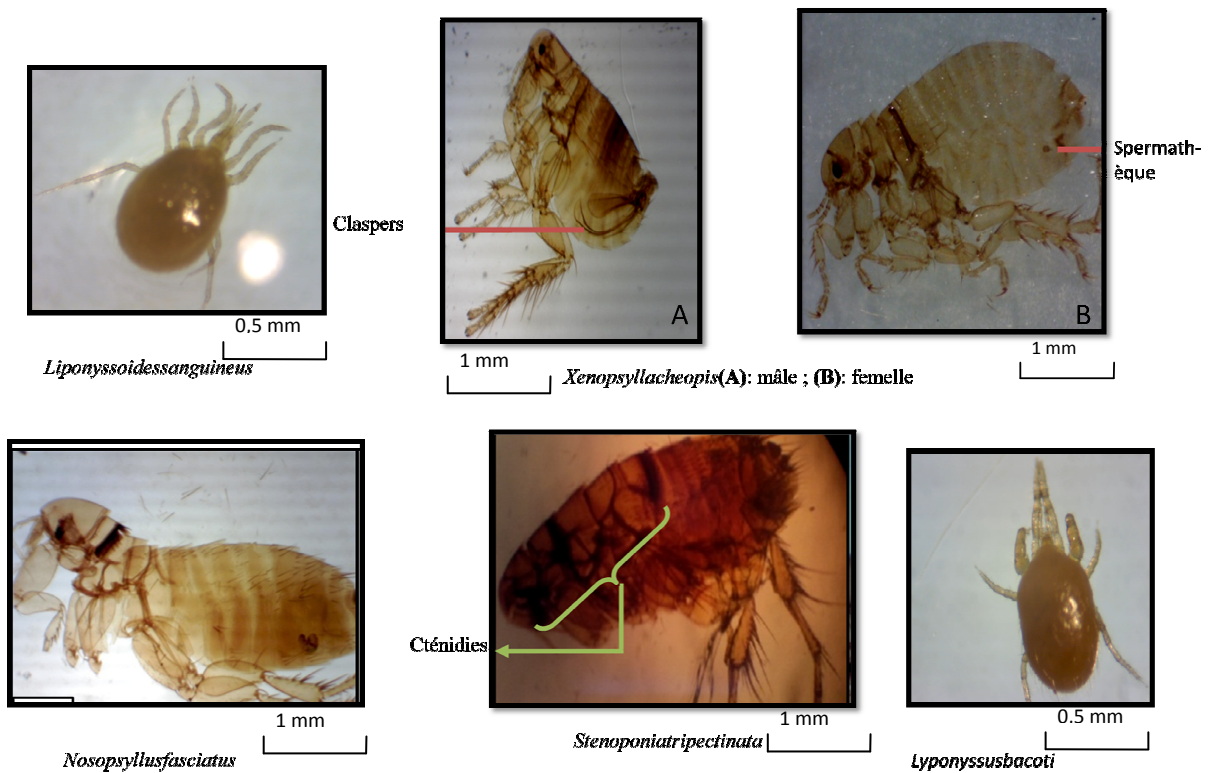 Claspers
A
B
Spermath-
èque
0,5 mm
Liponyssoidessanguineus
1 mm
1 mm
Xenopsyllacheopis(A): mâle ; (B): femelle
Cténidies
1 mm
Nosopsyllusfasciatus
1 mm
Stenoponiatripectinata
0.5 mm
Lyponyssusbacoti